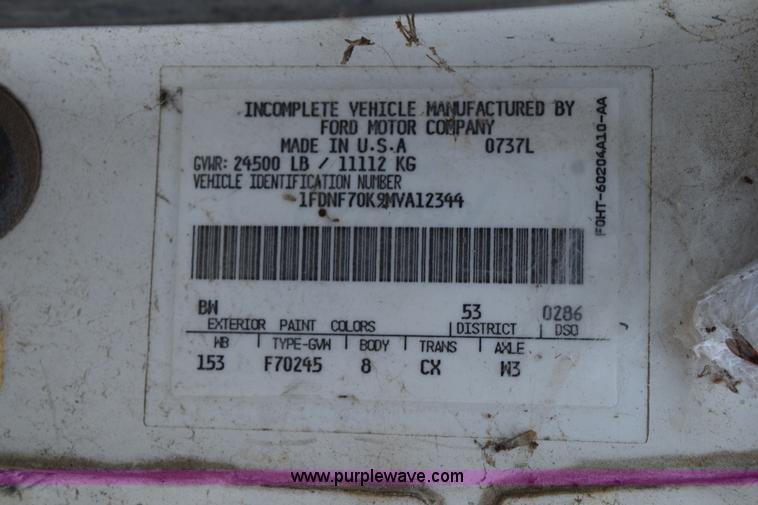 INCOMPLETE VEHICLE MANUFACTURED BY
FORD MOTOR COMPANY
MADE IN U.S.A 0737L
GVWR: 24500 LB / 11112 KG
VEHICLE IDENTIFICATION NUMBER
1FDNF70K9MVA12344
F0HT-60204A10-AA
BW 53 0286
EXTERIOR PAINT COLORS DISTRICT DSO
WB TYPE-GVW BODY TRANS AXLE
153 F70245 8 CX W3
www.purplewave.com